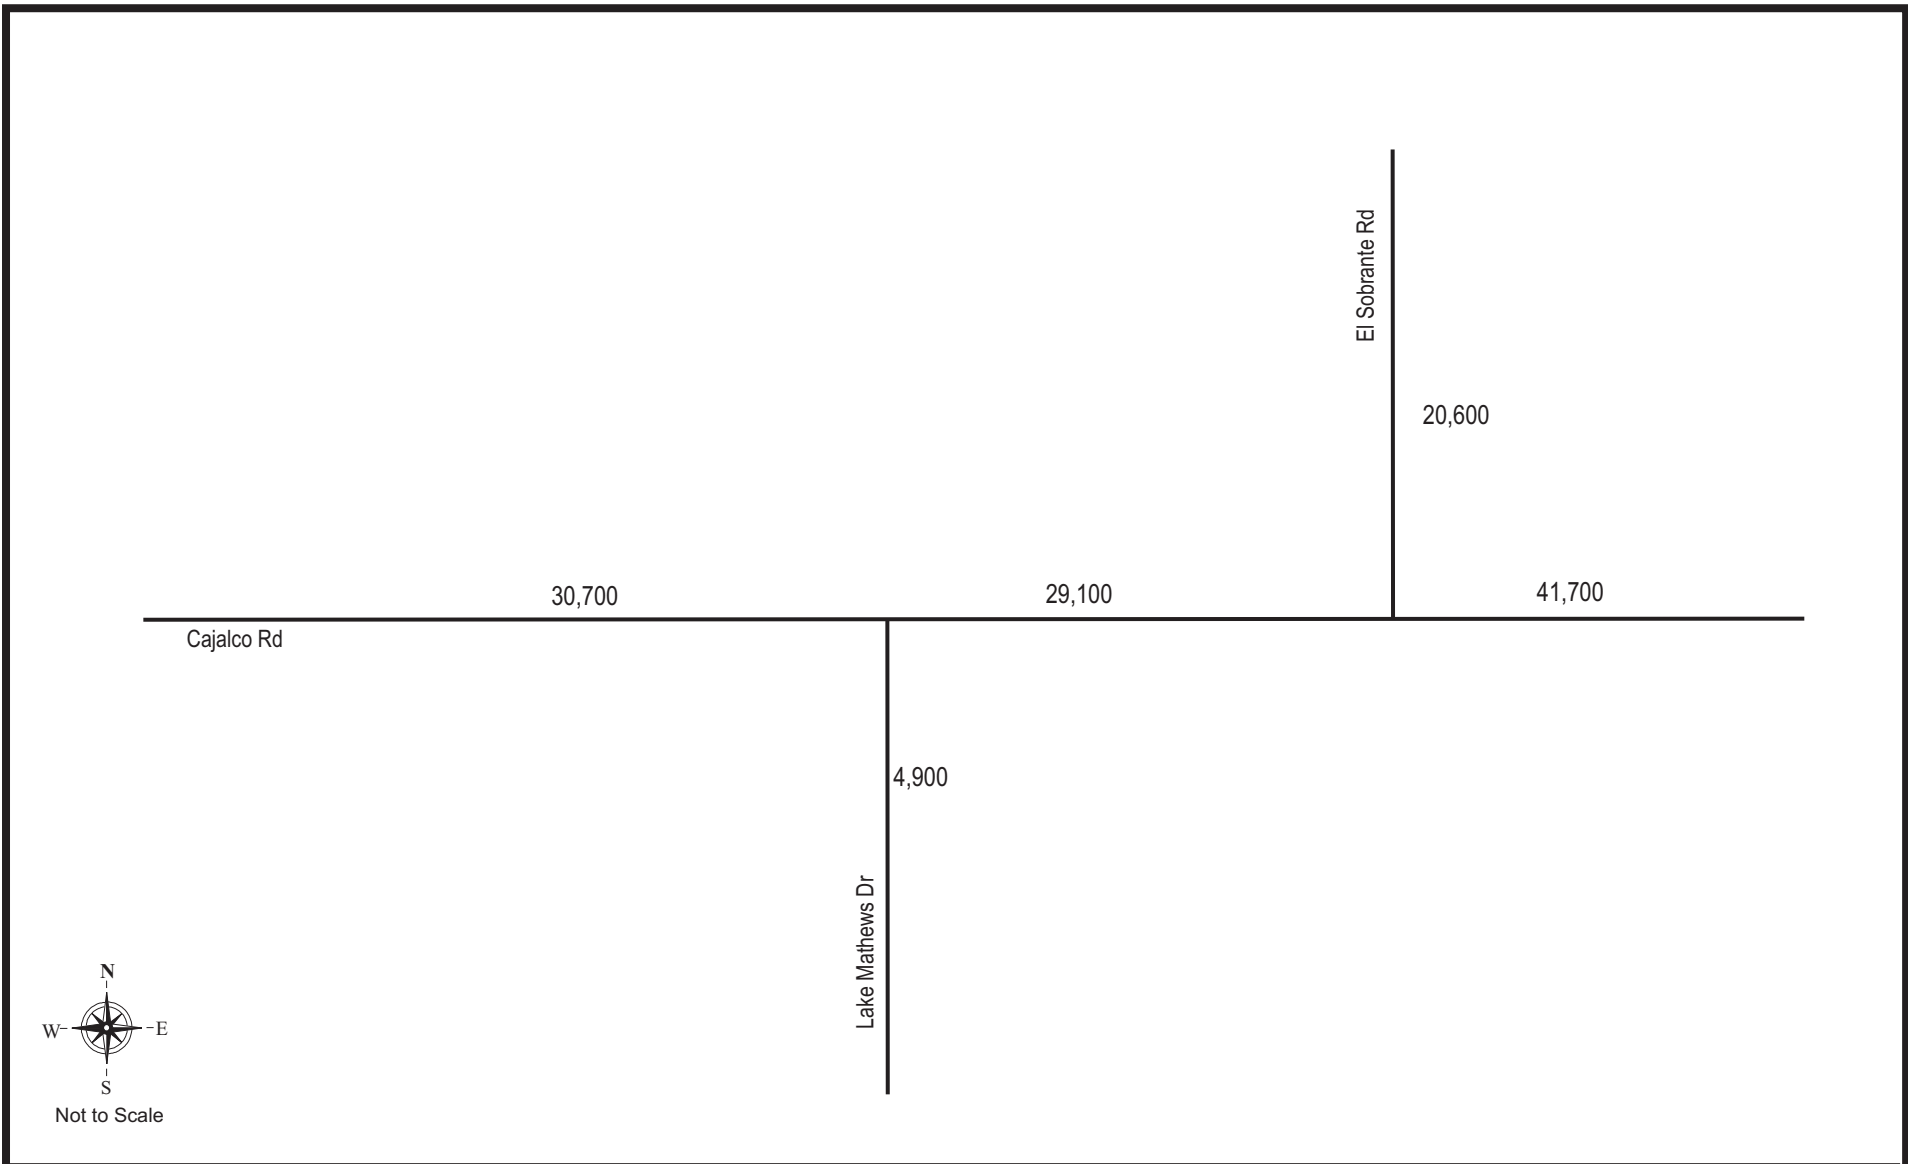 El Sobrante Rd
20,600
30,700
29,100
41,700
Cajalco Rd
4,900
Lake Mathews Dr
N
W
E
S
Not to Scale